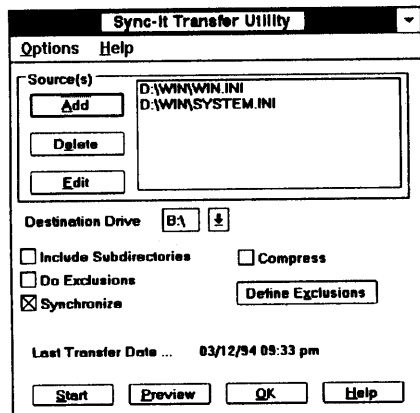 Sync-It Transfer Utility
Options Help
Source(s)
Add
Delete
Edit
D:\WIN\WIN.INI
D:\WIN\SYSTEM.INI
Destination Drive B:\
Include Subdirectories
Compress
Do Exclusions
Define Exclusions
Synchronize
Last Transfer Date ... 03/12/94 09:33 pm
Start Preview OK Help